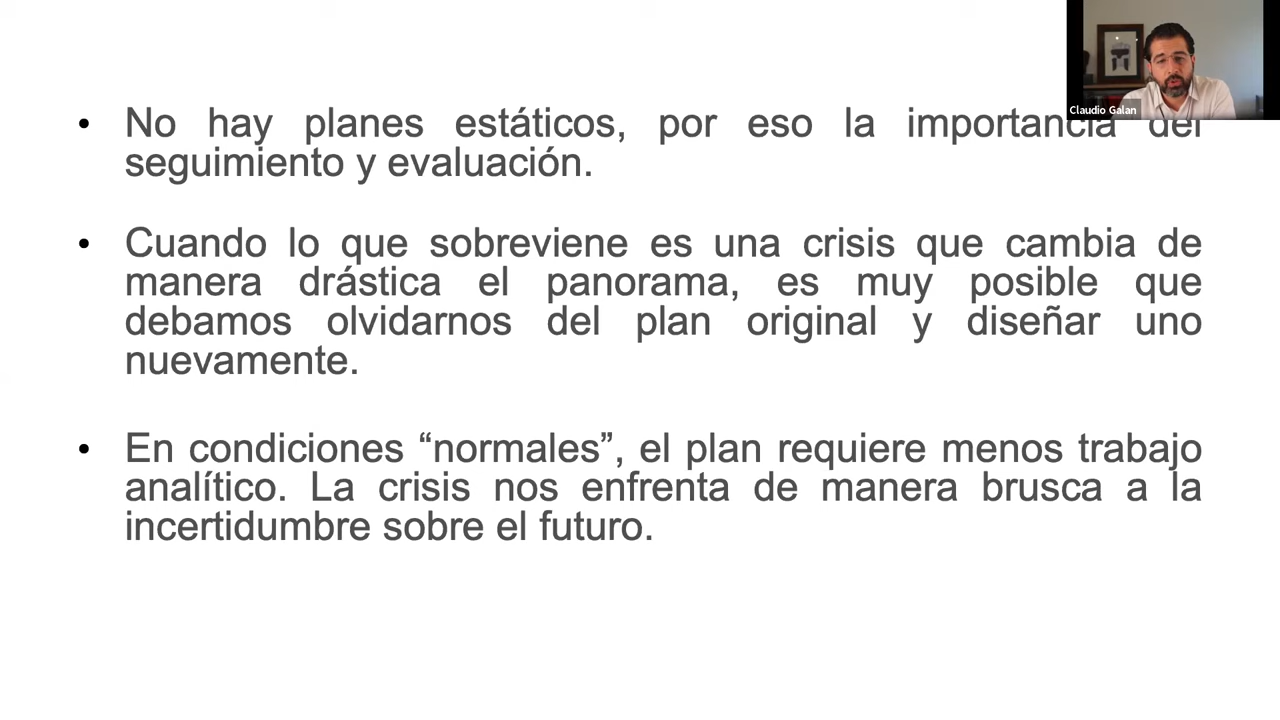 • No hay planes estáticos, por eso la importancia del
seguimiento y evaluación.
• Cuando lo que sobreviene es una crisis que cambia de
manera drástica el panorama, es muy posible que
debamos olvidarnos del plan original y diseñar uno
nuevamente.
• En condiciones “normales”, el plan requiere menos trabajo
analítico. La crisis nos enfrenta de manera brusca a la
incertidumbre sobre el futuro.
Claudio Galan